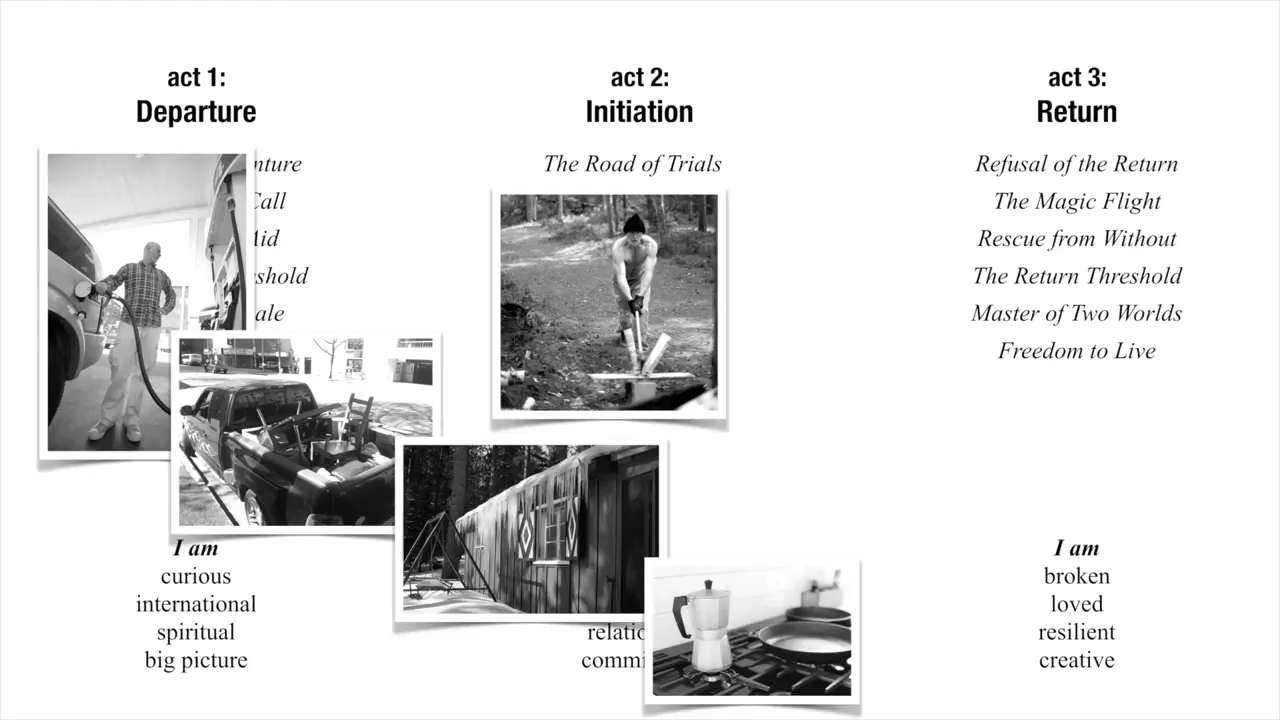 act 1:
Departure
Call
act 2:
Initiation
The Road of Trials
act 3:
Return
Refusal of the Return
The Magic Flight
Rescue from Without
The Return Threshold
Master of Two Worlds
Freedom to Live
I am
curious
international
spiritual
big picture
I am
broken
loved
resilient
creative